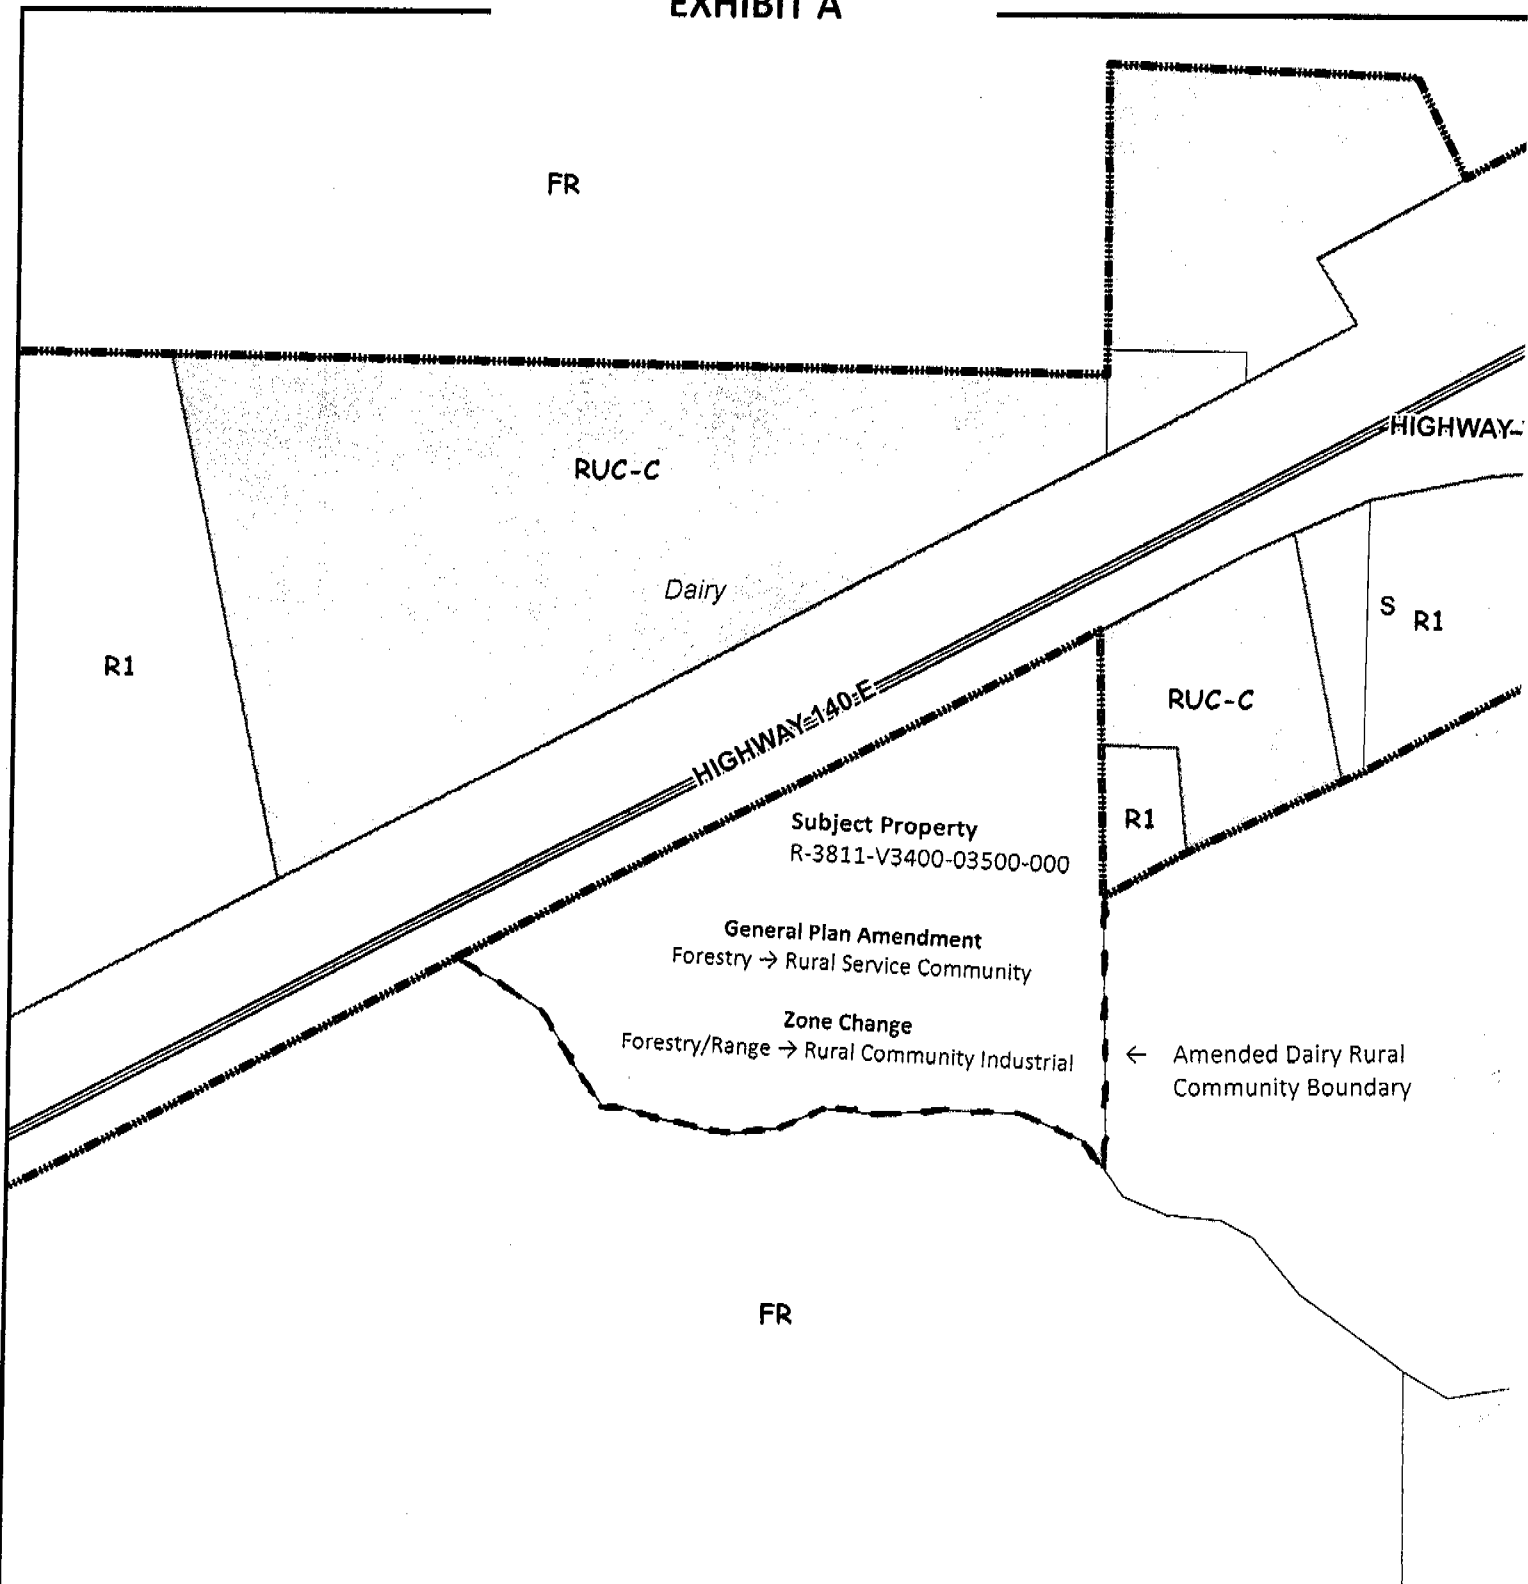 EXHIBIT A
FR
HIGHWAY-
RUC-C
Dairy
S R1
R1
RUC-C
HIGHWAY 140 E
Subject Property
R-3811-V3400-03500-000
R1
General Plan Amendment
Forestry → Rural Service Community
Zone Change
Forestry/Range → Rural Community Industrial
← Amended Dairy Rural
Community Boundary
FR